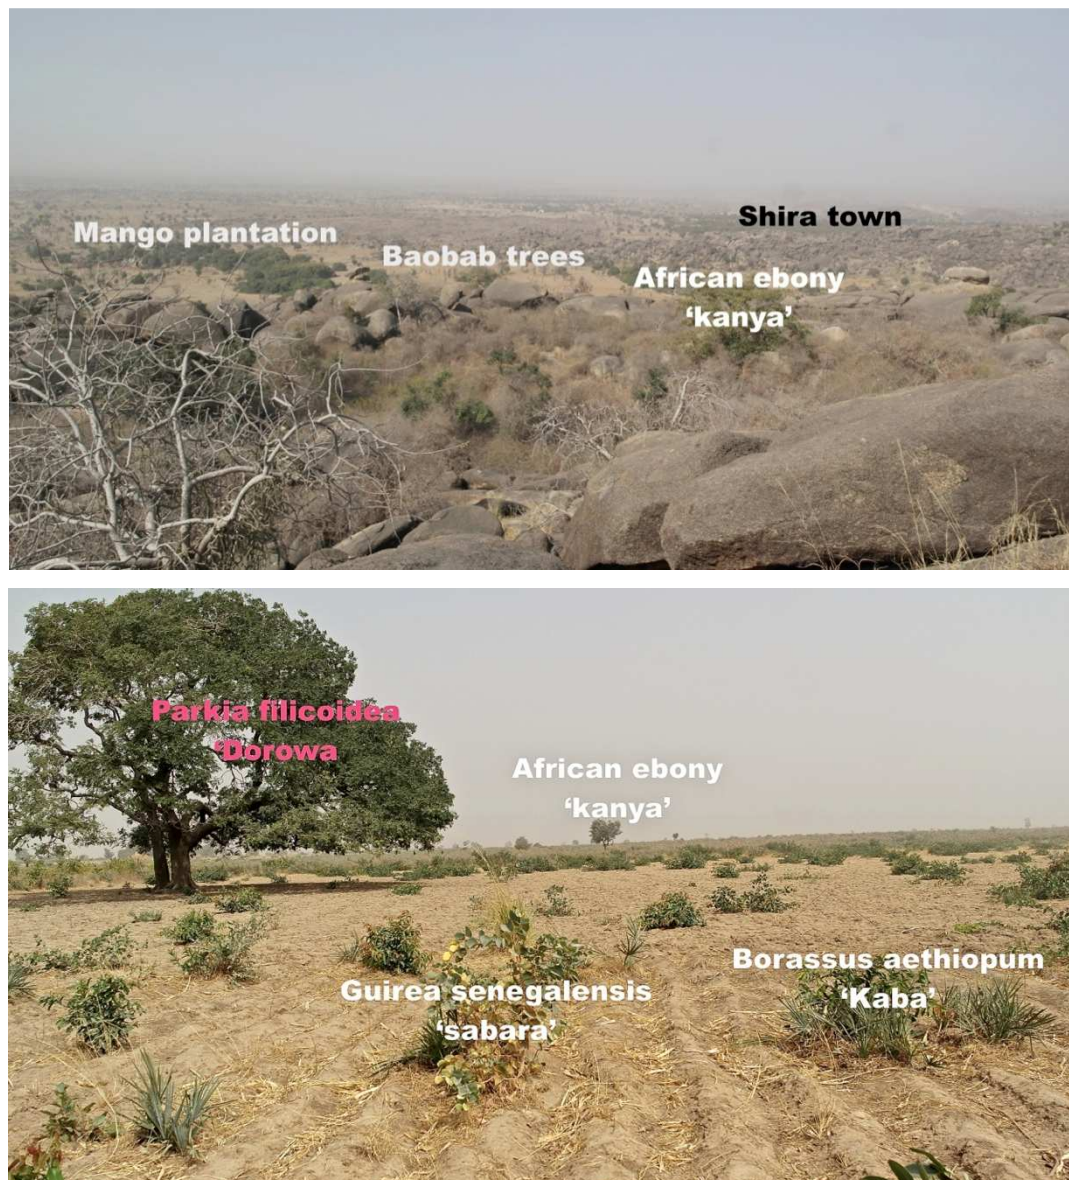 Mango plantation
Baobab trees
Shira town
African ebony
‘kanya’
Parkia filicoidea
‘Dorowa
African ebony
‘kanya’
Guirea senegalensis
‘sabara’
Borassus aethiopum
‘Kaba’